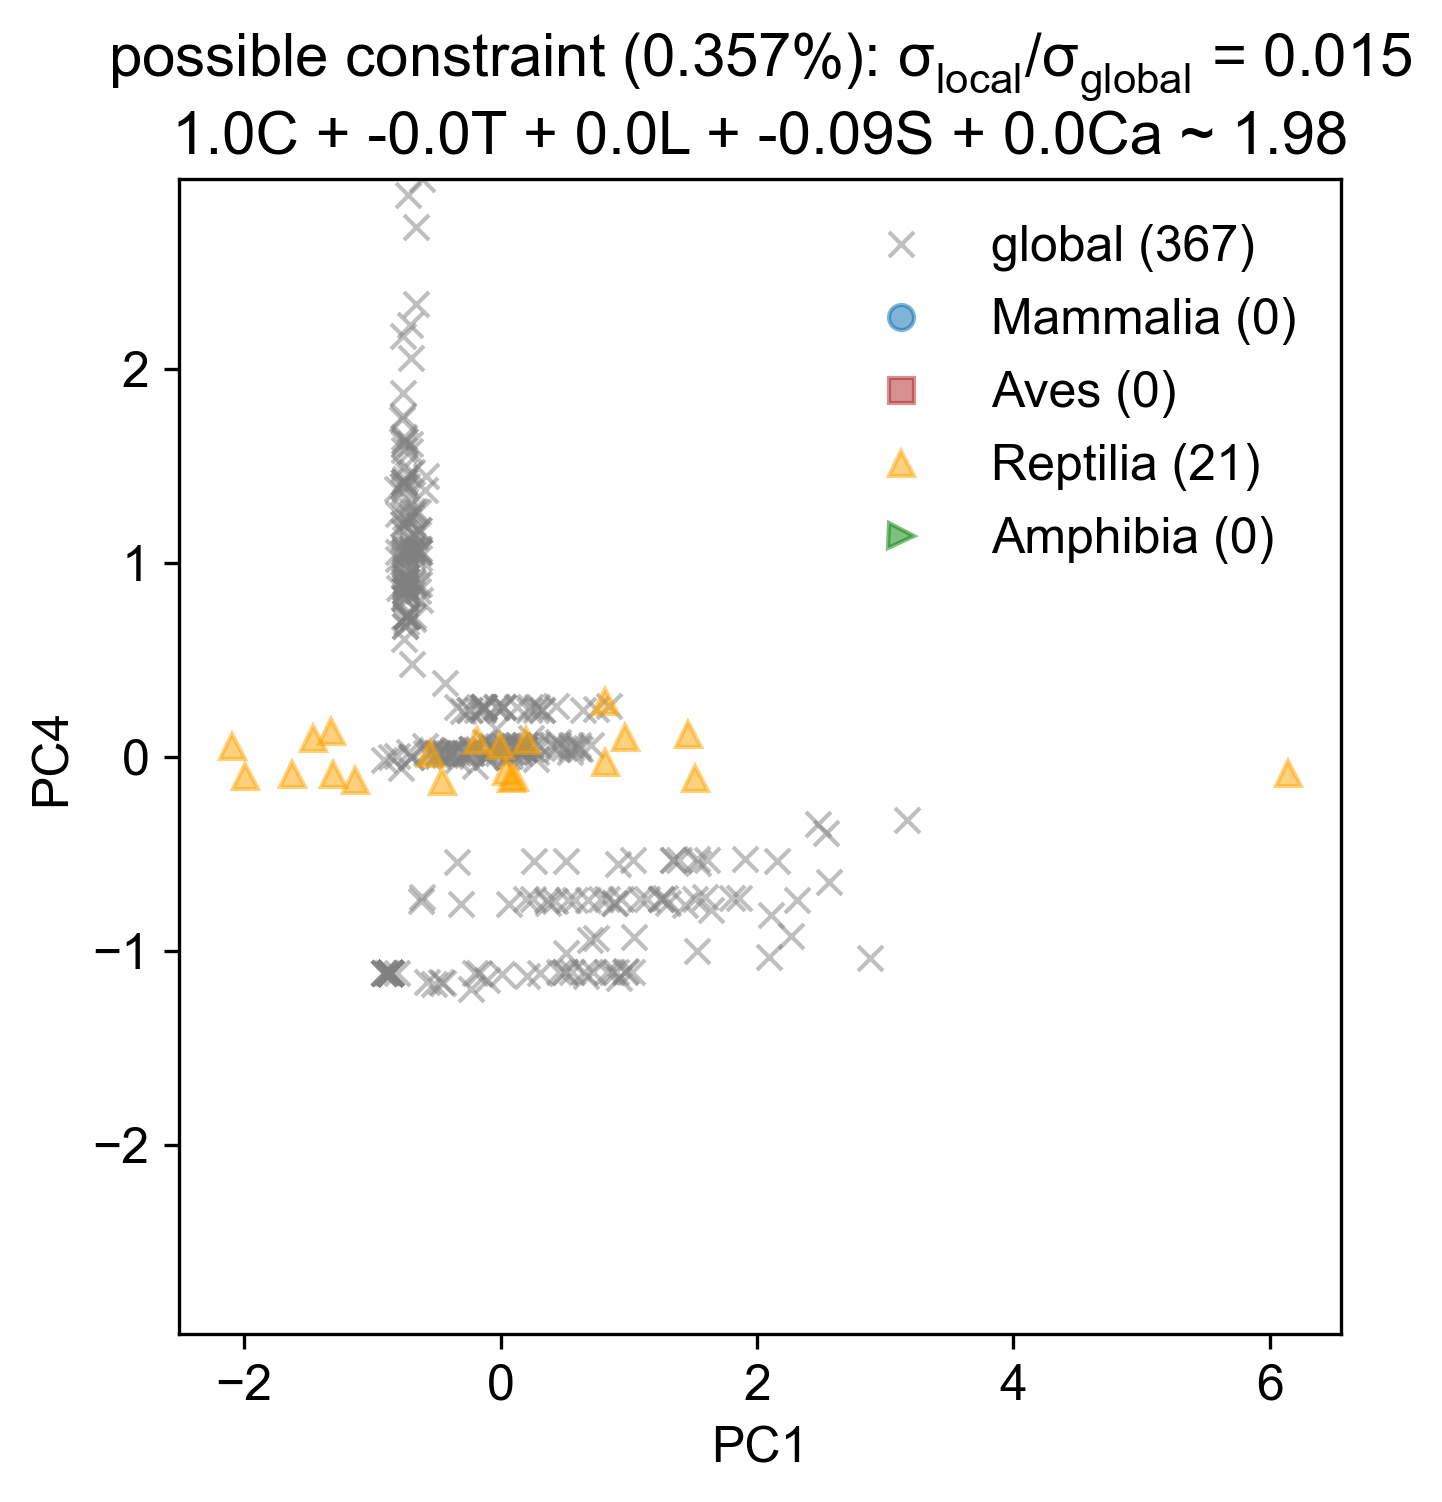 possible constraint (0.357%): σlocal/σglobal = 0.015
1.0C + -0.0T + 0.0L + -0.09S + 0.0Ca ~ 1.98
global (367)
Mammalia (0)
Aves (0)
Reptilia (21)
Amphibia (0)
2
1
0
−1
−2
PC4
−2 0 2 4 6
PC1